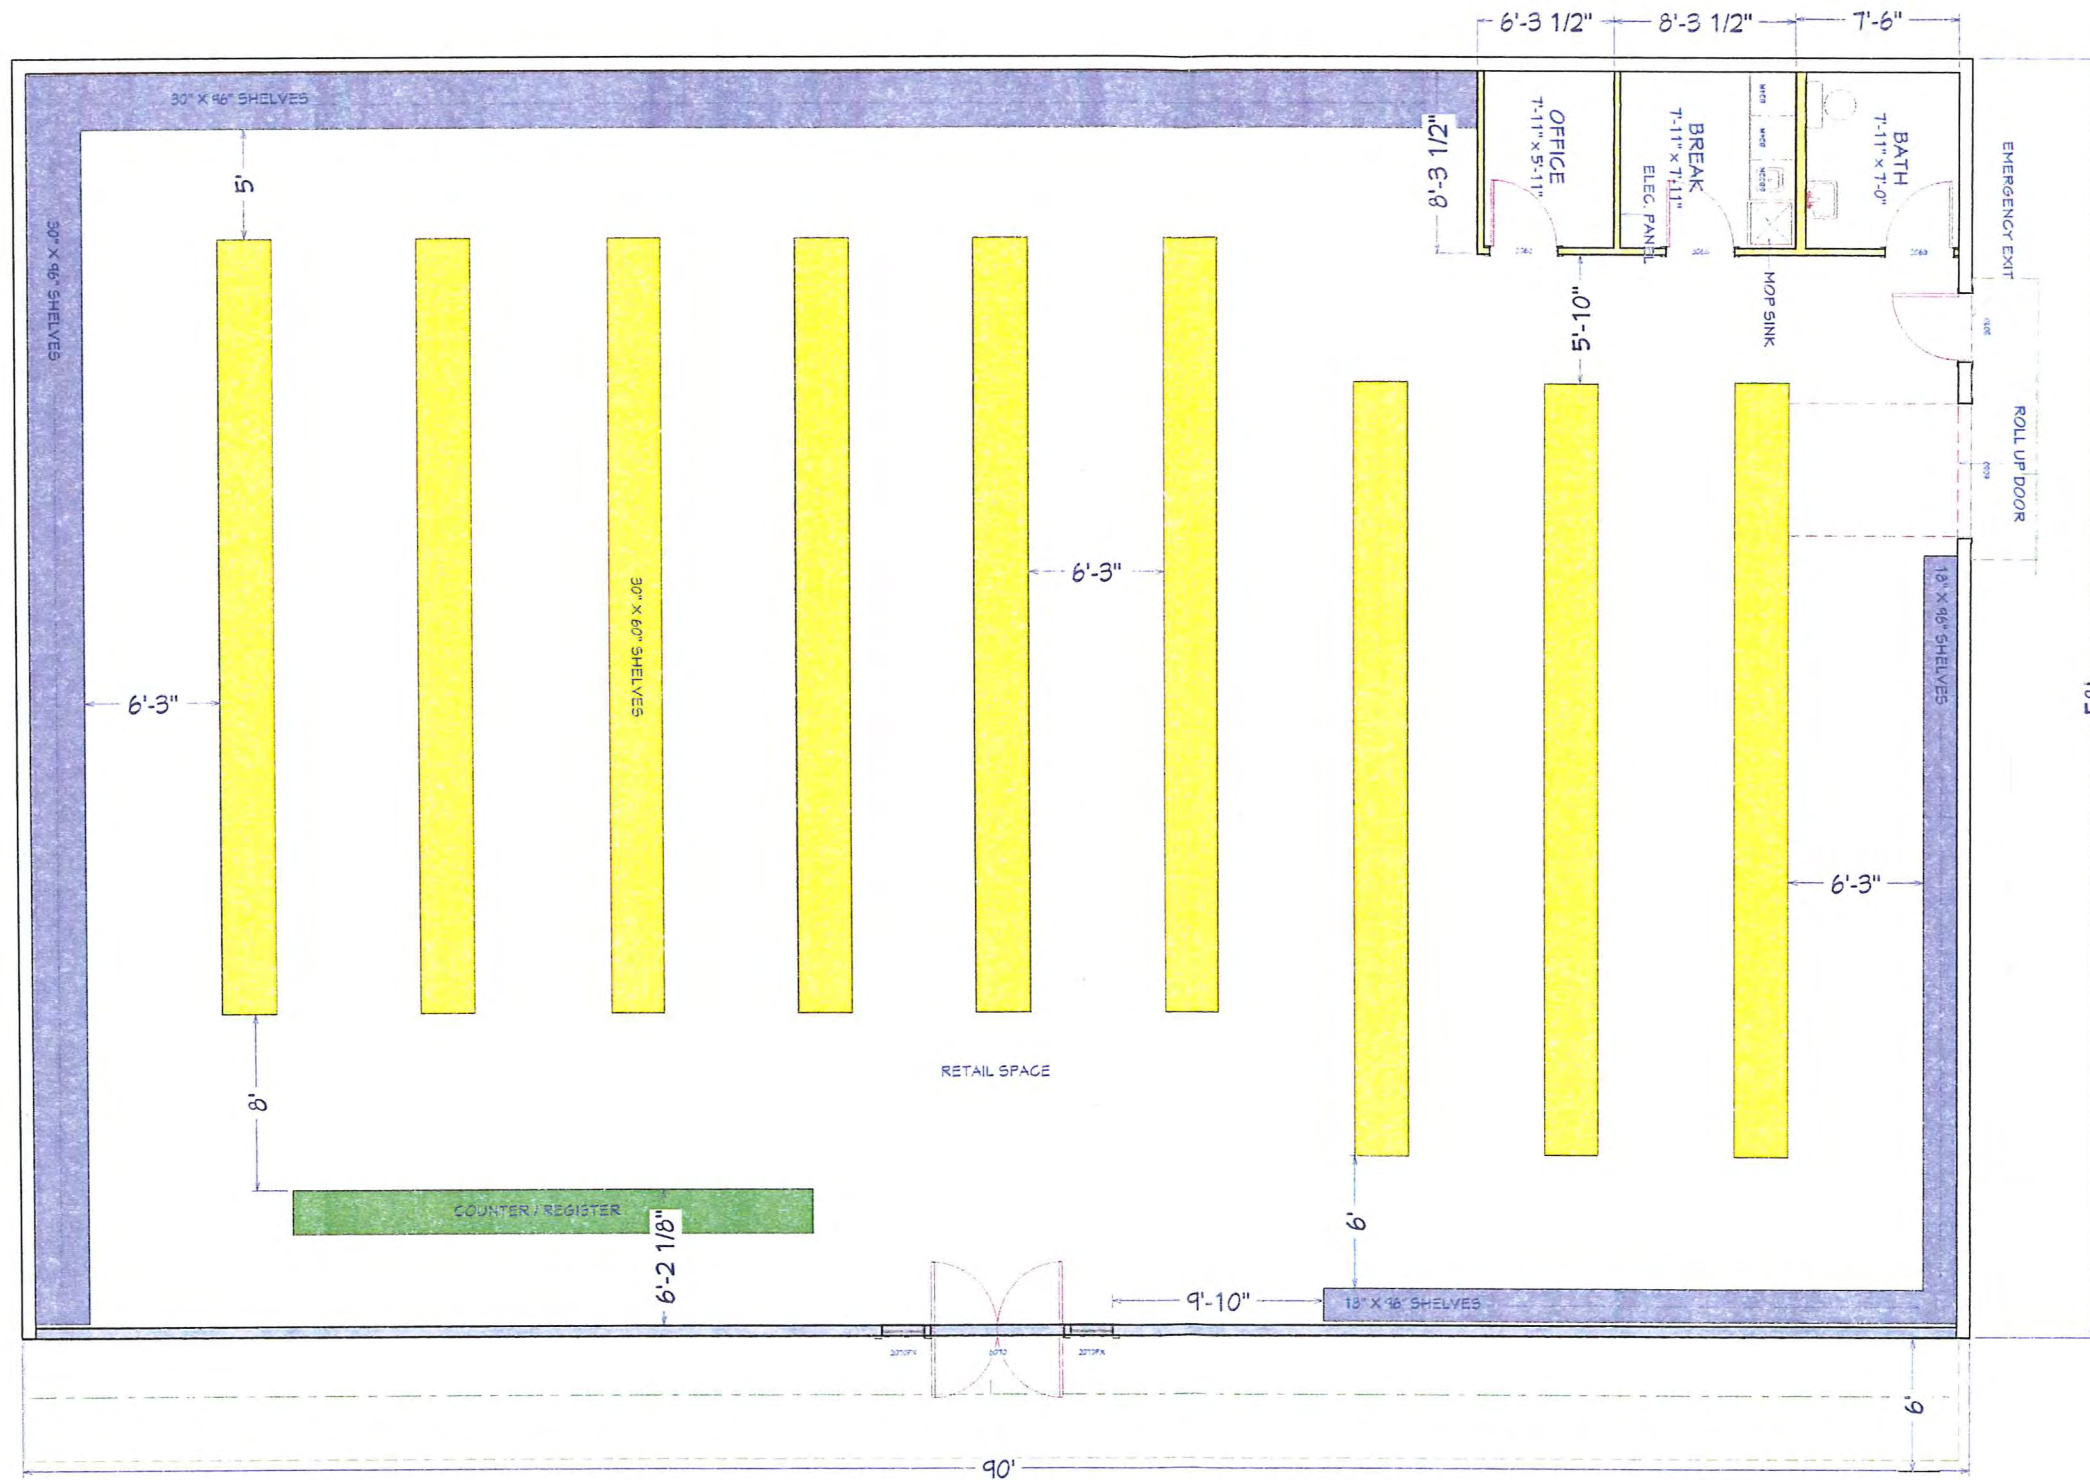 6'-3 1/2"
8'-3 1/2"
7'-6"
30" X 96" SHELVES
5'
8'-3 1/2"
OFFICE
7'-11" x 5'-11"
BREAK
7'-11" x 7'-11"
ELEC. PANEL
BATH
7'-11" x 7'-0"
EMERGENCY EXIT
MOP SINK
5'-10"
30" X 96" SHELVES
ROLL UP DOOR
6'-3"
30" X 60" SHELVES
18" X 96" SHELVES
6'-3"
6'-3"
RETAIL SPACE
8'
COUNTER / REGISTER
6'-2 1/8"
6'
9'-10"
18" X 96" SHELVES
2070FX
6070
2070FX
6'
90'